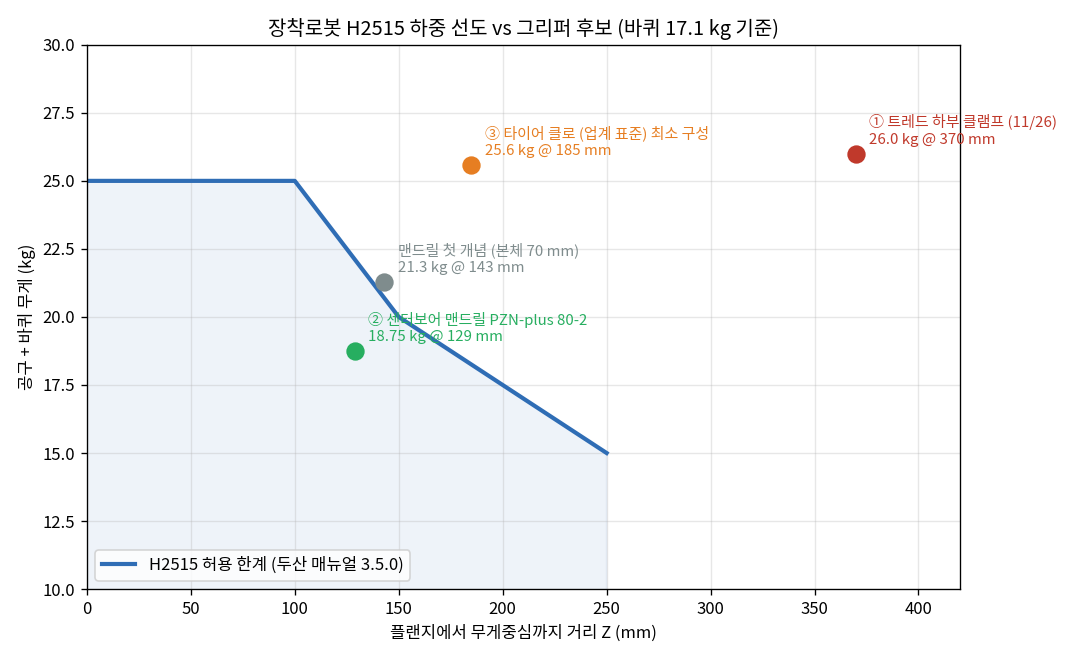 장착로봇 H2515 하중 선도 vs 그리퍼 후보 (바퀴 17.1 kg 기준)
공구 + 바퀴 무게 (kg)
30.0
27.5
25.0
22.5
20.0
17.5
15.0
12.5
10.0
① 트레드 하부 클램프 (11/26)
26.0 kg @ 370 mm
③ 타이어 클로 (업계 표준) 최소 구성
25.6 kg @ 185 mm
맨드릴 첫 개념 (본체 70 mm)
21.3 kg @ 143 mm
② 센터보어 맨드릴 PZN-plus 80-2
18.75 kg @ 129 mm
H2515 허용 한계 (두산 매뉴얼 3.5.0)
0 50 100 150 200 250 300 350 400
플랜지에서 무게중심까지 거리 Z (mm)